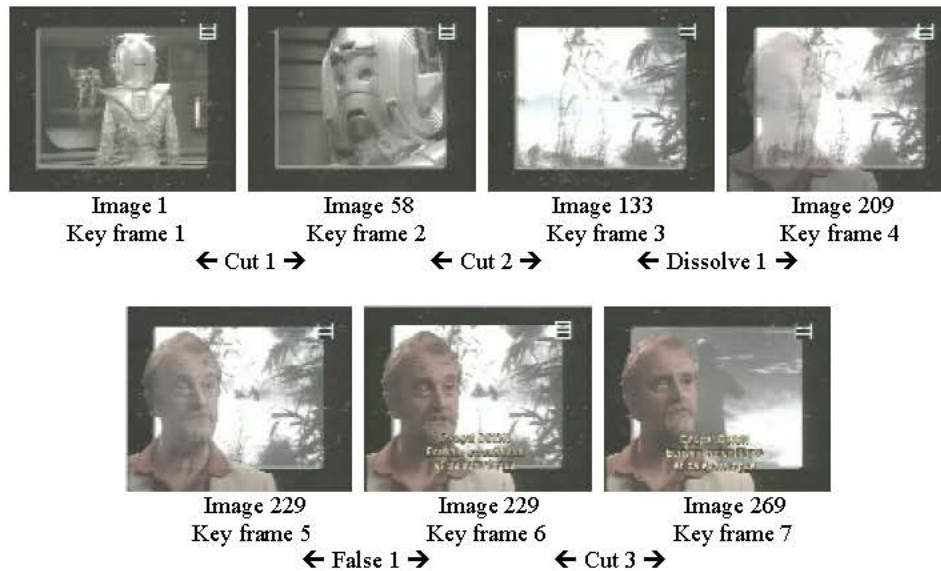 Image 1
Key frame 1
Image 58
Key frame 2
Image 133
Key frame 3
Image 209
Key frame 4
← Cut 1 →
← Cut 2 →
← Dissolve 1 →
Image 229
Key frame 5
Image 229
Key frame 6
Image 269
Key frame 7
← False 1 →
← Cut 3 →